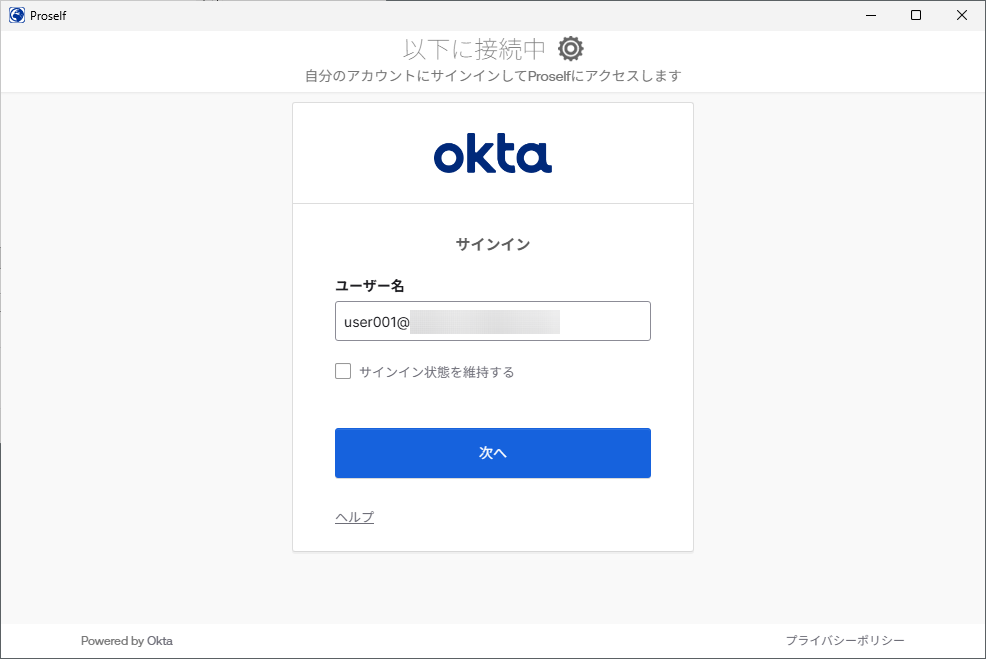 Proself
以下に接続中
自分のアカウントにサインインしてProselfにアクセスします
okta
サインイン
ユーザー名
user001@
サインイン状態を維持する
次へ
ヘルプ
Powered by Okta
プライバシーポリシー